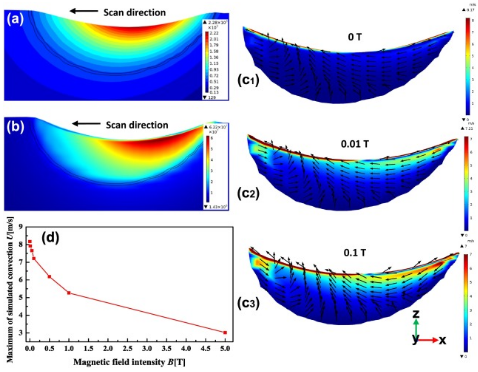 (a)
Scan direction
(b)
Scan direction
(c1)
0 T
m/s
(c2)
0.01 T
m/s
(c3)
0.1 T
m/s
z
y
x
(d)
Maximum of simulated convection U[m/s]
9
8
7
6
5
4
3
0.0 0.5 1.0 1.5 2.0 2.5 3.0 3.5 4.0 4.5 5.0
Magnetic field intensity B[T]